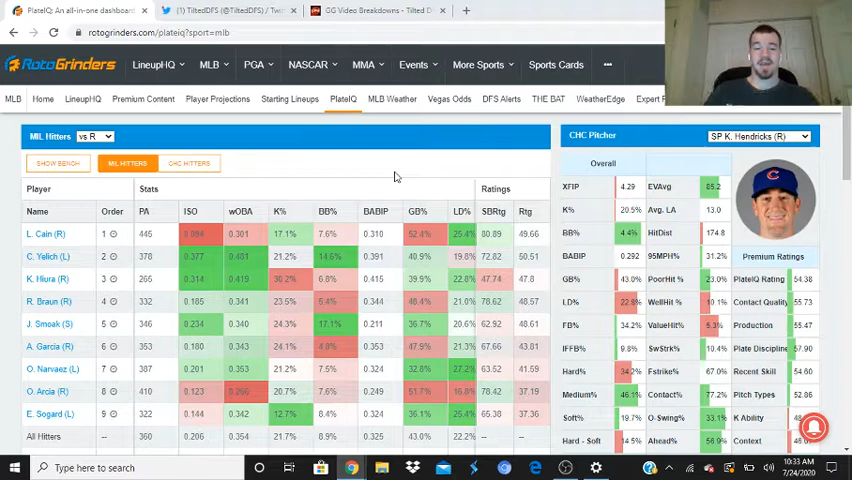 PlateIQ: An all-in-one dashboard
(1) TiltedDFS (@TiltedDFS) / Twit
GG Video Breakdowns - Tilted D
rotogrinders.com/plateiq?sport=mlb
RotoGrinders LineupHQ MLB PGA NASCAR MMA Events More Sports Sports Cards
MLB Home LineupHQ Premium Content Player Projections Starting Lineups PlateIQ MLB Weather Vegas Odds DFS Alerts THE BAT WeatherEdge Expert
MIL Hitters vs R
CHC Pitcher SP K. Hendricks (R)
SHOW BENCH MIL HITTERS CHC HITTERS
Player Stats Ratings
Name Order PA ISO wOBA K% BB% BABIP GB% LD% SBRtg Rtg
L. Cain (R) 1 445 0.094 0.301 17.1% 7.6% 0.310 52.4% 25.4% 80.89 49.66
C. Yelich (L) 2 358 0.377 0.481 21.2% 14.6% 0.391 40.9% 19.8% 72.82 50.51
K. Hiura (R) 3 265 0.314 0.419 30.2% 6.8% 0.415 39.9% 22.8% 47.74 47.8
R. Braun (R) 4 332 0.185 0.341 23.5% 5.4% 0.344 48.4% 21.0% 78.62 48.57
J. Smoak (S) 5 346 0.234 0.340 24.3% 17.1% 0.211 36.7% 20.6% 62.92 48.61
A. Garcia (R) 6 353 0.180 0.343 24.1% 4.8% 0.353 47.9% 21.3% 67.66 43.81
O. Narvaez (L) 7 387 0.201 0.353 21.2% 7.5% 0.324 32.8% 27.2% 63.52 41.59
O. Arcia (R) 8 410 0.123 0.266 20.7% 7.6% 0.249 51.7% 16.8% 78.42 37.19
E. Sogard (L) 9 322 0.144 0.342 12.7% 8.4% 0.324 36.1% 25.4% 65.38 37.36
All Hitters -- 360 0.206 0.354 21.7% 8.9% 0.325 43.0% 22.2% -- --
Overall
XFIP 4.29 EVAvg 85.2
K% 20.5% Avg. LA 13.0
BB% 4.4% HitDist 174.8
BABIP 0.292 95MPH% 31.2%
GB% 43.0% PoorHit % 23.0%
LD% 22.8% WellHit % 10.1%
FB% 34.2% ValueHit% 5.3%
IFFB% 9.8% SwStrk% 10.4%
Hard% 34.2 Fstrike% 67.0%
Medium% 46.1% Contact% 77.2%
Soft% 19.7% O-Swing% 33.1%
Hard - Soft 14.5% Ahead% 56.9%
Premium Ratings
PlateIQ Rating 54.38
Contact Quality 55.73
Production 55.47
Plate Discipline 57.90
Recent Skill 54.60
Pitch Types 52.86
K Ability 48.
Context 46.0
Type here to search
10:33 AM
7/24/2020